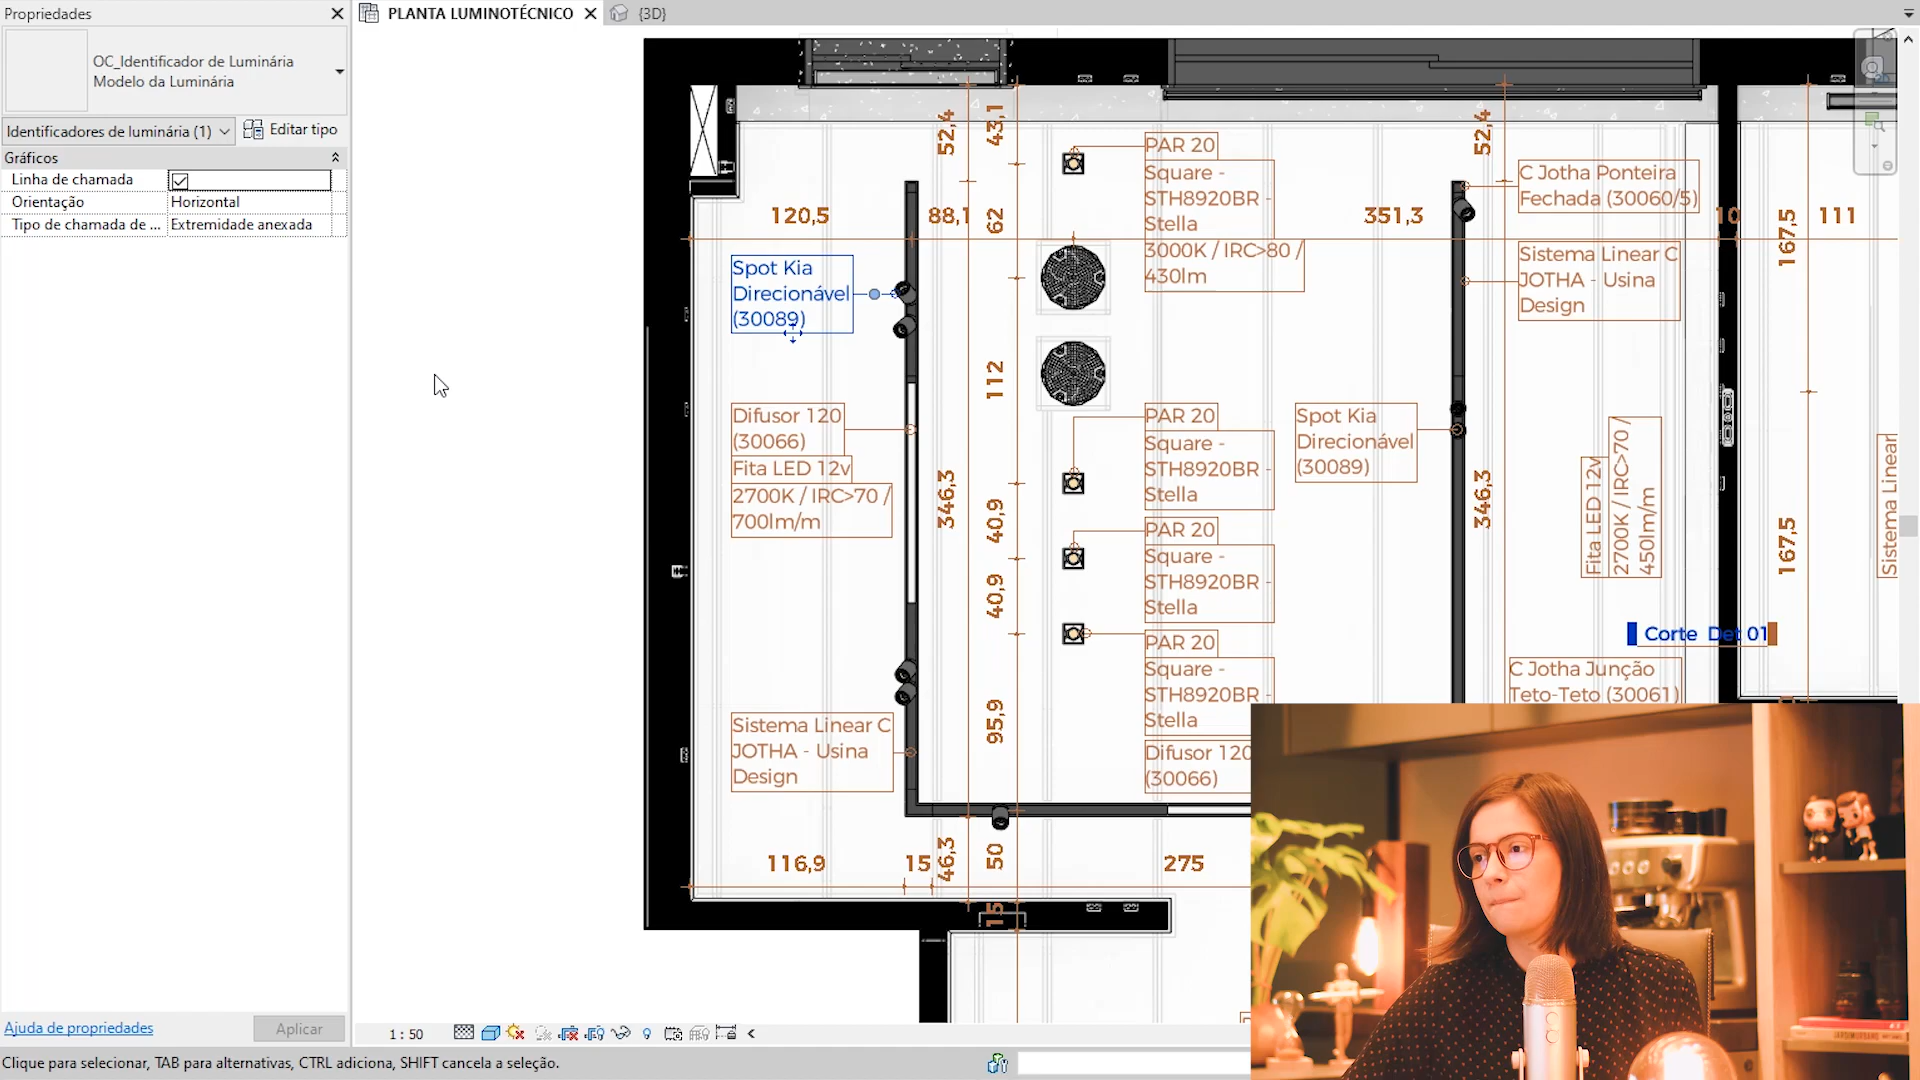 Propriedades
PLANTA LUMINOTÉCNICO
{3D}
OC_Identificador de Luminária
Modelo da Luminária
Identificadores de luminária (1)
Editar tipo
Gráficos
Linha de chamada
Orientação
Horizontal
Tipo de chamada de ...
Extremidade anexada
Ajuda de propriedades
Aplicar
1 : 50
Clique para selecionar, TAB para alternativas, CTRL adiciona, SHIFT cancela a seleção.
52,4
43,1
62
120,5
88,1
Spot Kia
Direcionável
(30089)
112
Difusor 120
(30066)
Fita LED 12v
2700K / IRC>70 /
700lm/m
346,3
40,9
40,9
95,9
Sistema Linear C
JOTHA - Usina
Design
116,9
15
46,3
50
275
15
PAR 20
Square -
STH8920BR -
Stella
3000K / IRC>80 /
430lm
PAR 20
Square -
STH8920BR -
Stella
PAR 20
Square -
STH8920BR -
Stella
PAR 20
Square -
STH8920BR -
Stella
Difusor 120
(30066)
351,3
52,4
Spot Kia
Direcionável
(30089)
346,3
C Jotha Ponteira
Fechada (30060/5)
Sistema Linear C
JOTHA - Usina
Design
Fita LED 12v
2700K / IRC>70 /
450lm/m
Corte Det 01
C Jotha Junção
Teto-Teto (30061)
10
167,5
111
167,5
Sistema Linear